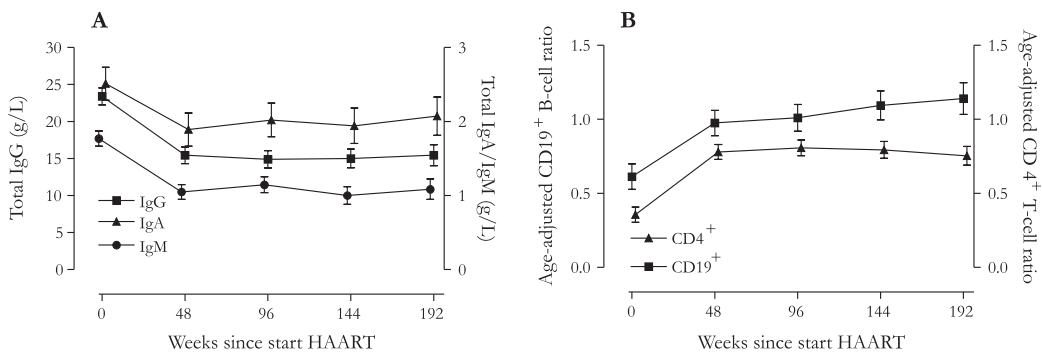 A
B
30
25
20
15
10
5
0
Total IgG (g/L)
3
2
1
0
Total IgA/IgM (g/L)
IgG
IgA
IgM
0 48 96 144 192
Weeks since start HAART
1.5
1.0
0.5
0.0
Age-adjusted CD19+ B-cell ratio
1.5
1.0
0.5
0.0
Age-adjusted CD 4+ T-cell ratio
CD4+
CD19+
0 48 96 144 192
Weeks since start HAART